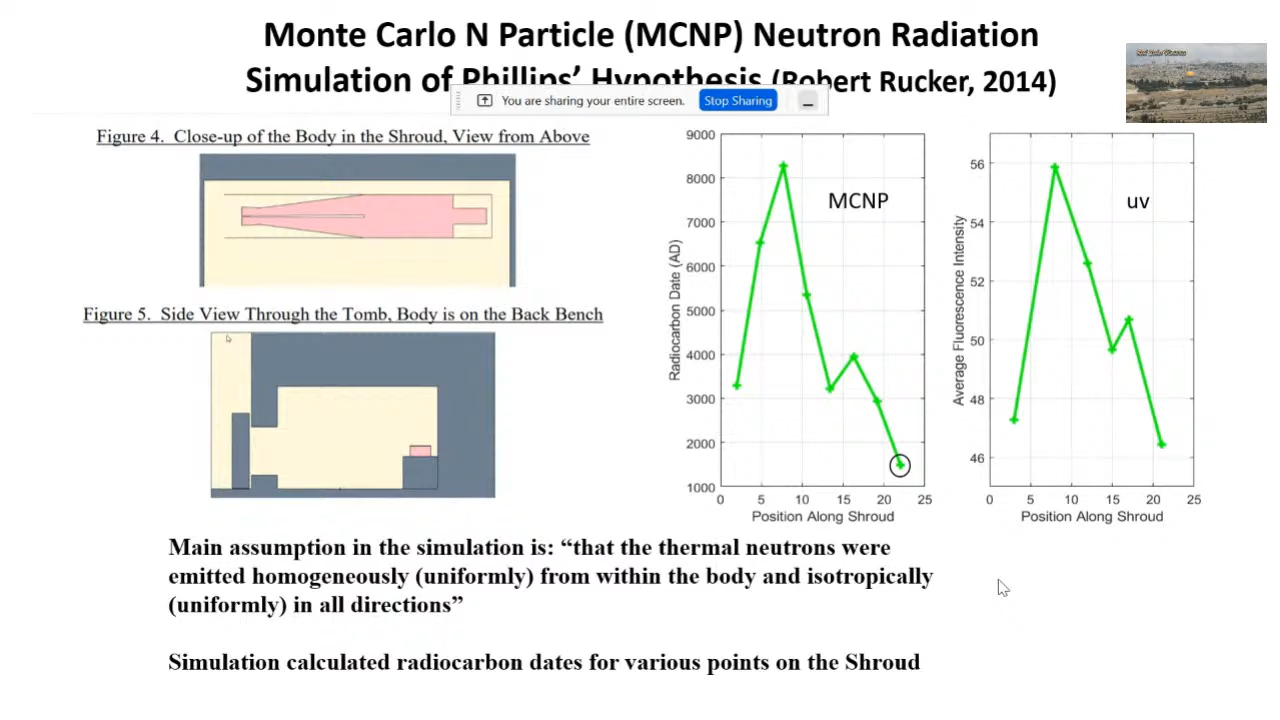 Monte Carlo N Particle (MCNP) Neutron Radiation
Simulation of Phillips' Hypothesis (Robert Rucker, 2014)
You are sharing your entire screen.
Stop Sharing
Figure 4. Close-up of the Body in the Shroud, View from Above
Figure 5. Side View Through the Tomb, Body is on the Back Bench
Radiocarbon Date (AD)
9000
8000
7000
6000
5000
4000
3000
2000
1000
MCNP
0 5 10 15 20 25
Position Along Shroud
Average Fluorescence Intensity
56
54
52
50
48
46
uv
0 5 10 15 20 25
Position Along Shroud
Main assumption in the simulation is: “that the thermal neutrons were
emitted homogeneously (uniformly) from within the body and isotropically
(uniformly) in all directions”
Simulation calculated radiocarbon dates for various points on the Shroud